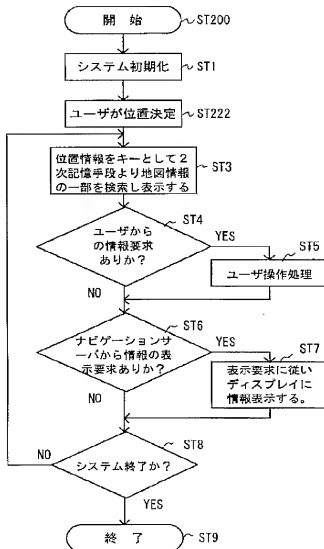 開始
ST200
システム初期化
ST1
ユーザが位置決定
ST222
位置情報をキーとして2
次記憶手段より地図情報
の一部を検索し表示する
ST3
ST4
ユーザから
の情報要求
ありか?
YES
ST5
ユーザ操作処理
NO
ST6
ナビゲーションサー
バから情報の表
示要求ありか?
YES
ST7
表示要求に従い
ディスプレイに
情報表示する。
NO
ST8
NO
システム終了か?
YES
終了
ST9